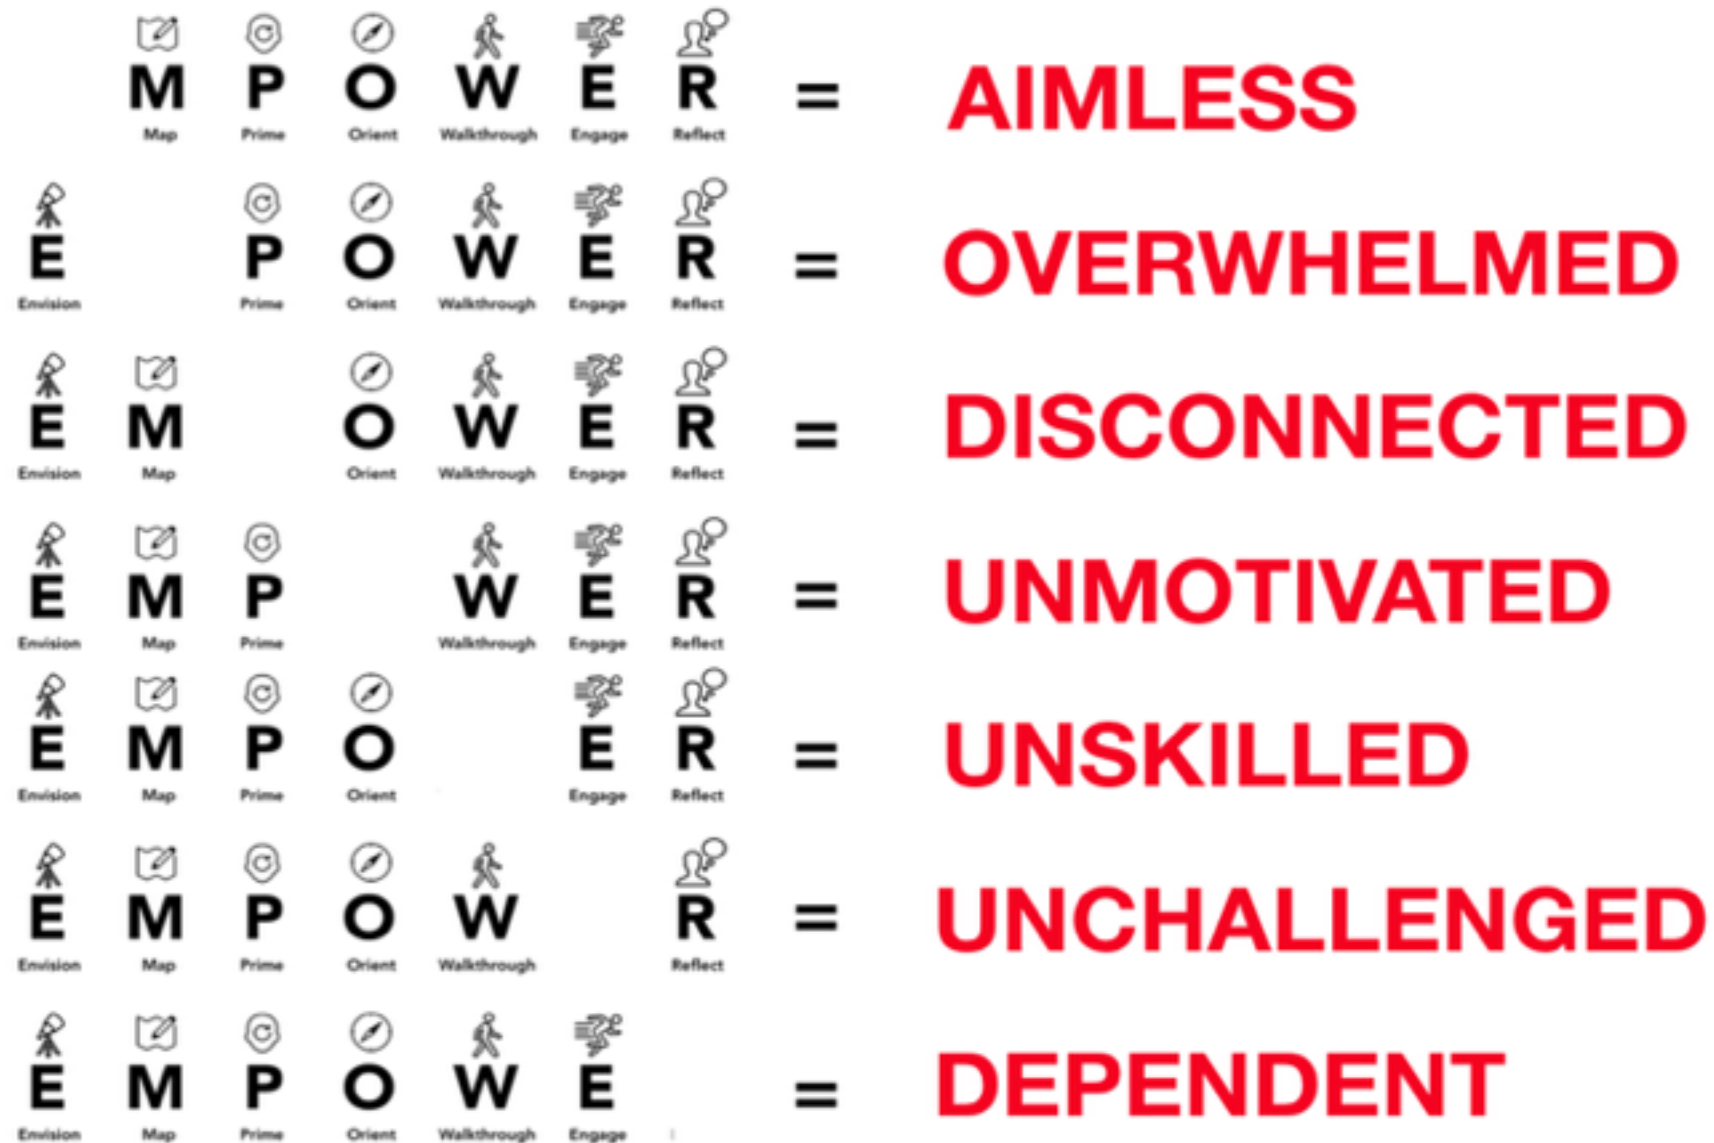 M P O W E R = AIMLESS
Map Prime Orient Walkthrough Engage Reflect
E P O W E R = OVERWHELMED
Envision Prime Orient Walkthrough Engage Reflect
E M O W E R = DISCONNECTED
Envision Map Orient Walkthrough Engage Reflect
E M P W E R = UNMOTIVATED
Envision Map Prime Walkthrough Engage Reflect
E M P O E R = UNSKILLED
Envision Map Prime Orient Engage Reflect
E M P O W R = UNCHALLENGED
Envision Map Prime Orient Walkthrough Reflect
E M P O W E = DEPENDENT
Envision Map Prime Orient Walkthrough Engage